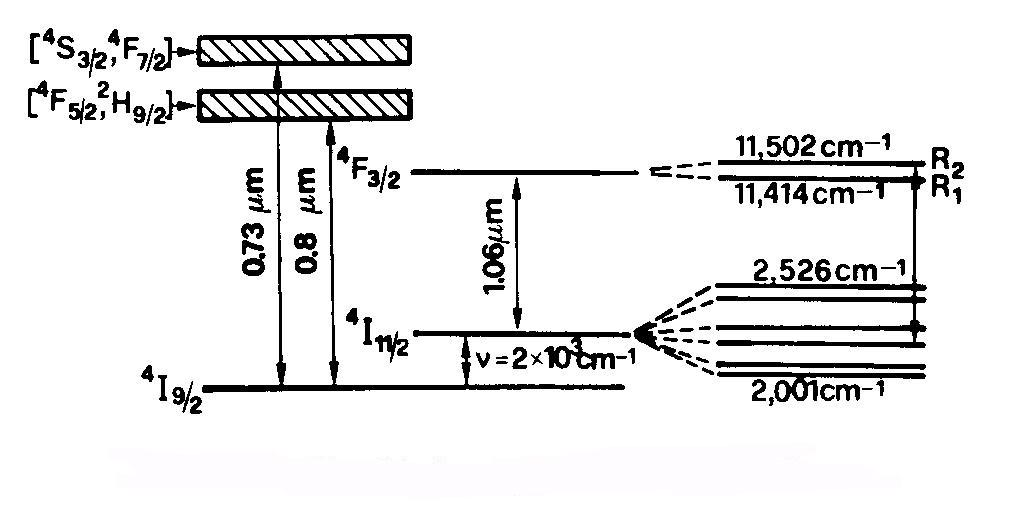 [⁴S₃/₂,⁴F₇/₂]
[⁴F₅/₂,²H₉/₂]
0.73 μm
0.8 μm
⁴F₃/₂
1.06μm
⁴I₁₁/₂
ν = 2×10³cm⁻¹
⁴I₉/₂
11,502 cm⁻¹
R₂
11,414 cm⁻¹
R₁
2,526 cm⁻¹
2,001 cm⁻¹